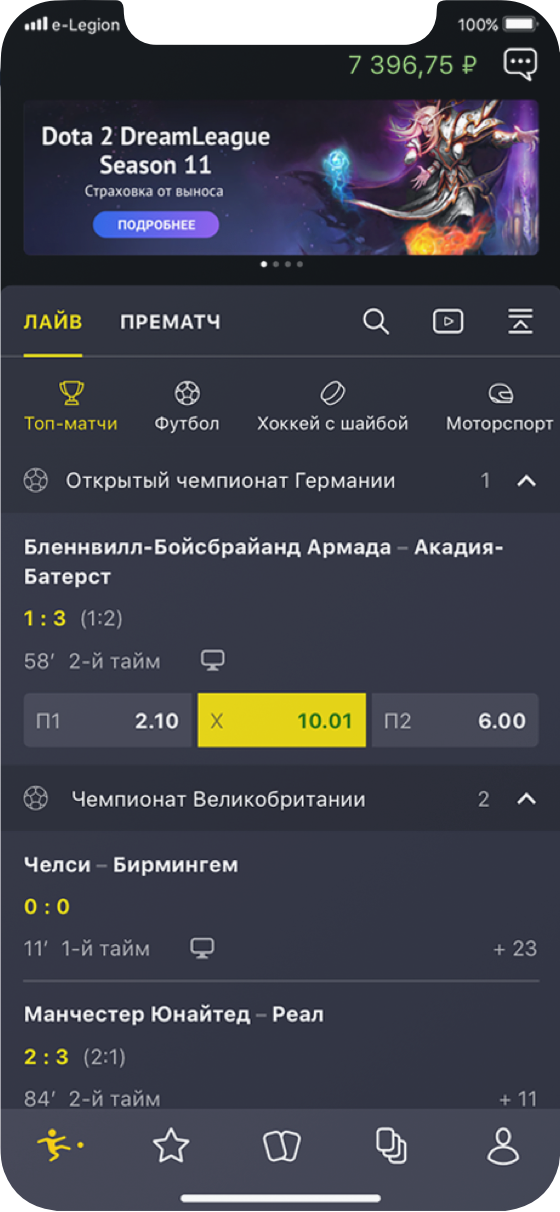 e-Legion 100%
7 396,75 ₽
Dota 2 DreamLeague
Season 11
Страховка от выноса
ПОДРОБНЕЕ
ЛАЙВ ПРЕМАТЧ
Топ-матчи Футбол Хоккей с шайбой Моторспорт
Открытый чемпионат Германии 1
Бленнвилл-Бойсбрайанд Армада – Акадия-
Батерст
1 : 3 (1:2)
58′ 2-й тайм
П1 2.10 X 10.01 П2 6.00
Чемпионат Великобритании 2
Челси – Бирмингем
0 : 0
11′ 1-й тайм + 23
Манчестер Юнайтед – Реал
2 : 3 (2:1)
84′ 2-й тайм + 11